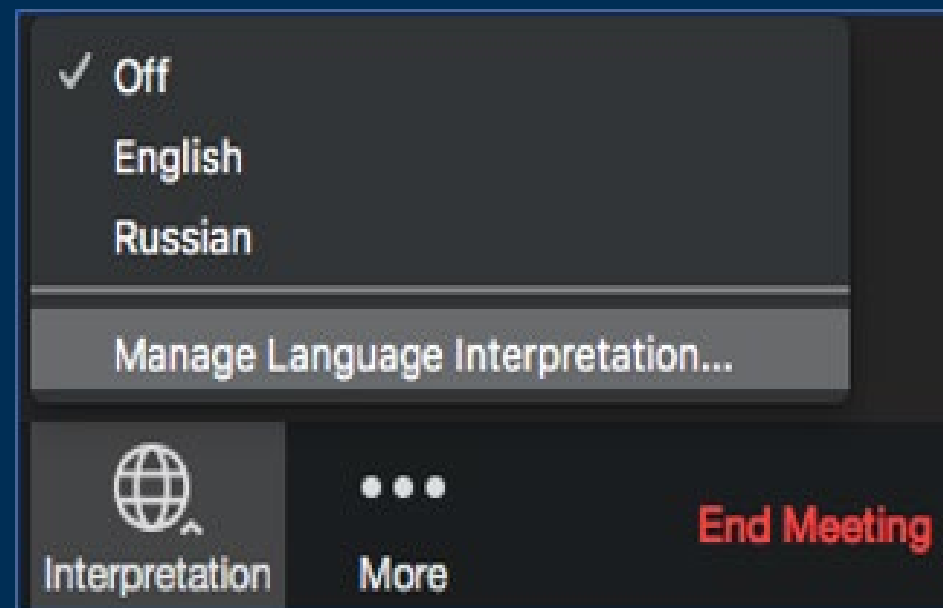 Off
English
Russian
Manage Language Interpretation...
Interpretation
More
End Meeting